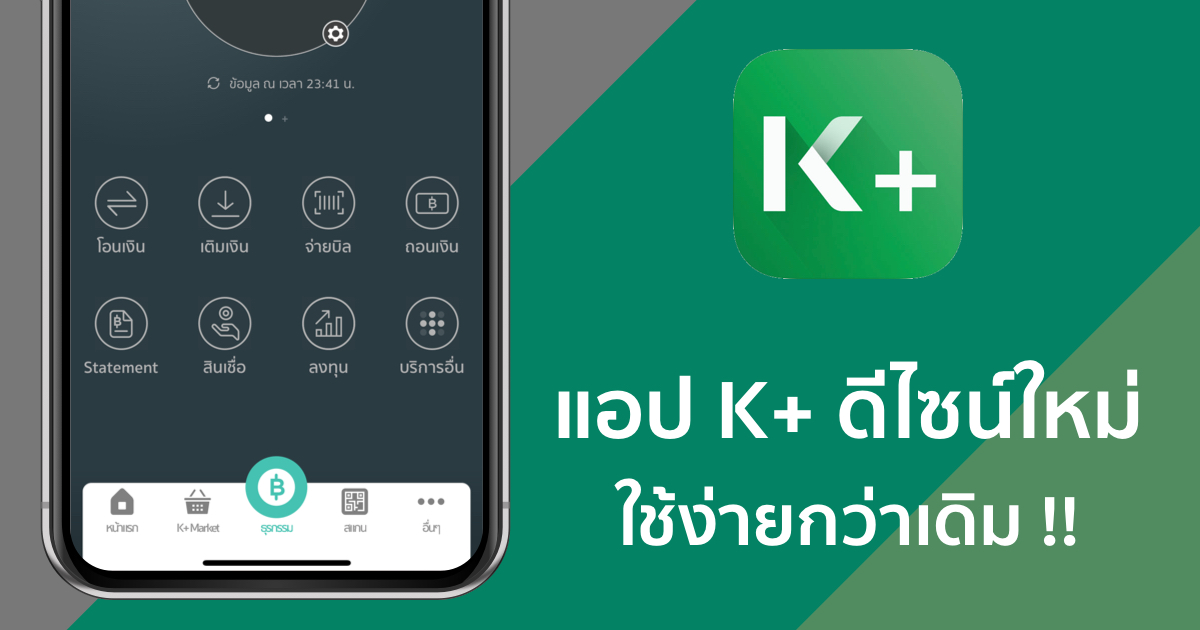 ข้อมูล ณ เวลา 23:41 น.
โอนเงิน เติมเงิน จ่ายบิล ถอนเงิน
Statement สินเชื่อ ลงทุน บริการอื่น
หน้าแรก K+ Market ธุรกรรม สแกน อื่นๆ
K+
แอป K+ ดีไซน์ใหม่
ใช้ง่ายกว่าเดิม !!